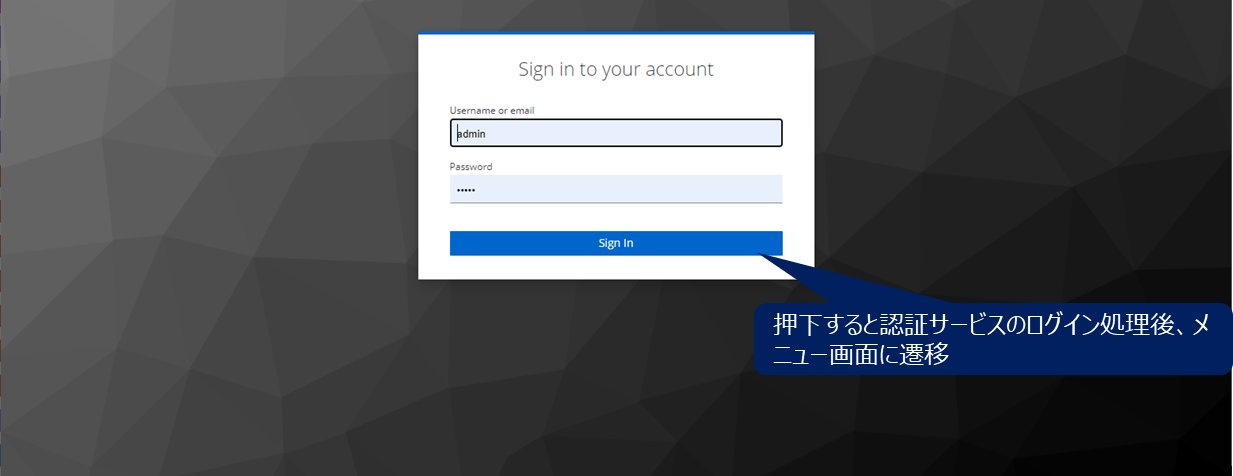 Sign in to your account
Username or email
admin
Password
•••••
Sign In
押下すると認証サービスのログイン処理後、メ
ニュー画面に遷移